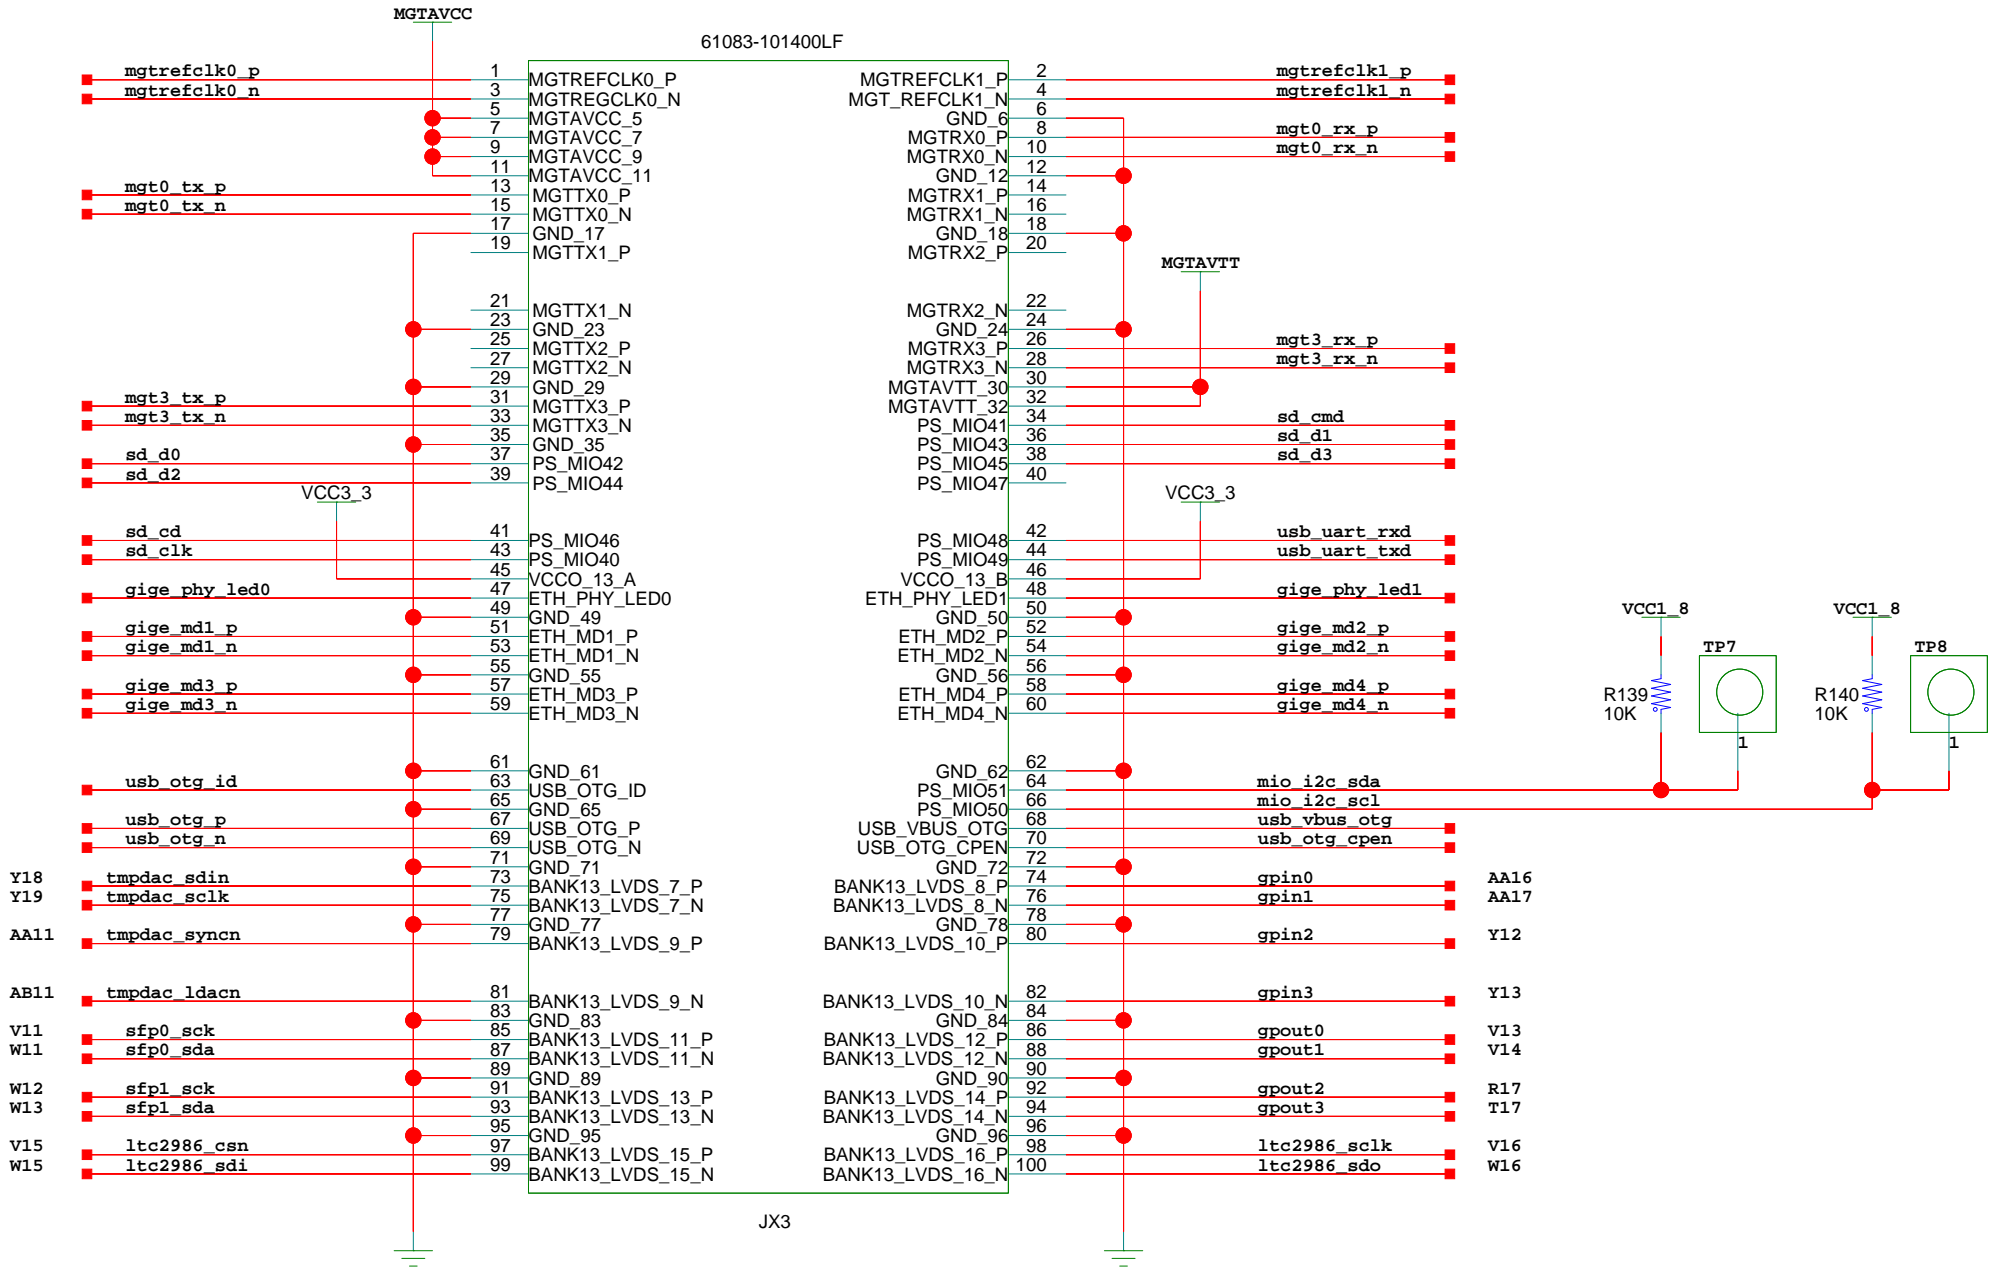 MGTAVCC
61083-101400LF
mgtrefclk0_p 1 MGTREFCLK0_P MGTREFCLK1_P 2 mgtrefclk1_p
mgtrefclk0_n 3 MGTREGCLK0_N MGT_REFCLK1_N 4 mgtrefclk1_n
5 MGTAVCC_5 GND_6 6
7 MGTAVCC_7 MGTRX0_P 8 mgt0_rx_p
9 MGTAVCC_9 MGTRX0_N 10 mgt0_rx_n
11 MGTAVCC_11 GND_12 12
mgt0_tx_p 13 MGTTX0_P MGTRX1_P 14
mgt0_tx_n 15 MGTTX0_N MGTRX1_N 16
17 GND_17 GND_18 18
19 MGTTX1_P MGTRX2_P 20
MGTAVTT
21 MGTTX1_N MGTRX2_N 22
23 GND_23 GND_24 24
25 MGTTX2_P MGTRX3_P 26 mgt3_rx_p
27 MGTTX2_N MGTRX3_N 28 mgt3_rx_n
29 GND_29 MGTAVTT_30 30
mgt3_tx_p 31 MGTTX3_P MGTAVTT_32 32
mgt3_tx_n 33 MGTTX3_N PS_MIO41 34 sd_cmd
35 GND_35 PS_MIO43 36 sd_d1
sd_d0 37 PS_MIO42 PS_MIO45 38 sd_d3
sd_d2 39 PS_MIO44 PS_MIO47 40
VCC3_3 VCC3_3
sd_cd 41 PS_MIO46 PS_MIO48 42 usb_uart_rxd
sd_clk 43 PS_MIO40 PS_MIO49 44 usb_uart_txd
45 VCCO_13_A VCCO_13_B 46
gige_phy_led0 47 ETH_PHY_LED0 ETH_PHY_LED1 48 gige_phy_led1
49 GND_49 GND_50 50 VCC1_8 VCC1_8
gige_md1_p 51 ETH_MD1_P ETH_MD2_P 52 gige_md2_p
gige_md1_n 53 ETH_MD1_N ETH_MD2_N 54 gige_md2_n TP7 TP8
55 GND_55 GND_56 56
gige_md3_p 57 ETH_MD3_P ETH_MD4_P 58 gige_md4_p R139 R140
gige_md3_n 59 ETH_MD3_N ETH_MD4_N 60 gige_md4_n 10K 10K
1 1
61 GND_61 GND_62 62
usb_otg_id 63 USB_OTG_ID PS_MIO51 64 mio_i2c_sda
65 GND_65 PS_MIO50 66 mio_i2c_scl
usb_otg_p 67 USB_OTG_P USB_VBUS_OTG 68 usb_vbus_otg
usb_otg_n 69 USB_OTG_N USB_OTG_CPEN 70 usb_otg_cpen
71 GND_71 GND_72 72
Y18 tmpdac_sdin 73 BANK13_LVDS_7_P BANK13_LVDS_8_P 74 gpin0 AA16
Y19 tmpdac_sclk 75 BANK13_LVDS_7_N BANK13_LVDS_8_N 76 gpin1 AA17
77 GND_77 GND_78 78
AA11 tmpdac_syncn 79 BANK13_LVDS_9_P BANK13_LVDS_10_P 80 gpin2 Y12
AB11 tmpdac_ldacn 81 BANK13_LVDS_9_N BANK13_LVDS_10_N 82 gpin3 Y13
83 GND_83 GND_84 84
V11 sfp0_sck 85 BANK13_LVDS_11_P BANK13_LVDS_12_P 86 gpout0 V13
W11 sfp0_sda 87 BANK13_LVDS_11_N BANK13_LVDS_12_N 88 gpout1 V14
89 GND_89 GND_90 90
W12 sfp1_sck 91 BANK13_LVDS_13_P BANK13_LVDS_14_P 92 gpout2 R17
W13 sfp1_sda 93 BANK13_LVDS_13_N BANK13_LVDS_14_N 94 gpout3 T17
95 GND_95 GND_96 96
V15 ltc2986_csn 97 BANK13_LVDS_15_P BANK13_LVDS_16_P 98 ltc2986_sclk V16
W15 ltc2986_sdi 99 BANK13_LVDS_15_N BANK13_LVDS_16_N 100 ltc2986_sdo W16
JX3